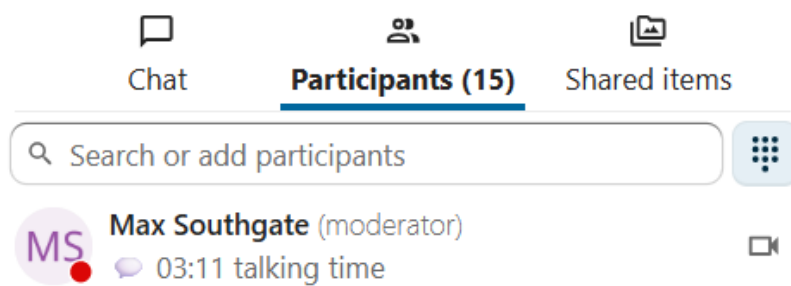 Chat
Participants (15)
Shared items
Search or add participants
Max Southgate (moderator)
MS
03:11 talking time